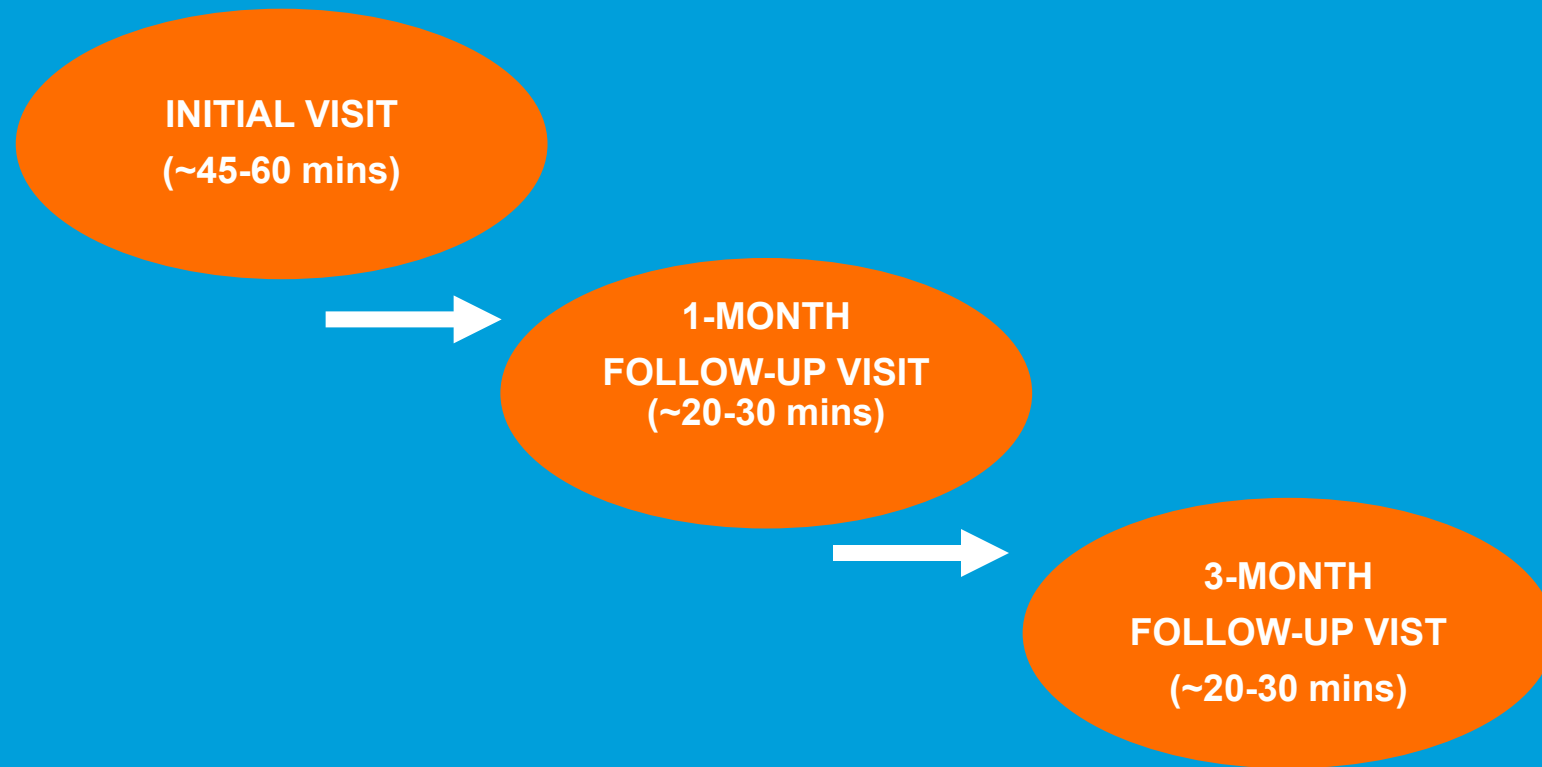 INITIAL VISIT
(~45-60 mins)
1-MONTH
FOLLOW-UP VISIT
(~20-30 mins)
3-MONTH
FOLLOW-UP VIST
(~20-30 mins)